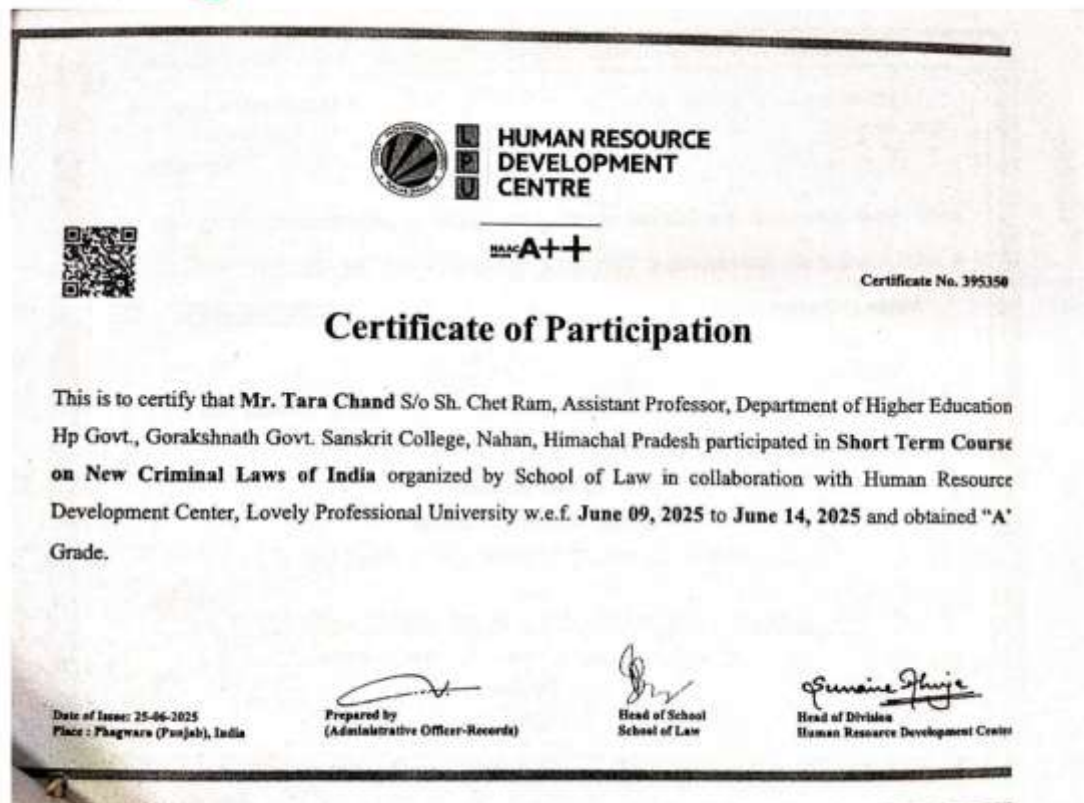 LPU
HUMAN RESOURCE
DEVELOPMENT
CENTRE
NAAC A++
Certificate No. 395350
Certificate of Participation
This is to certify that Mr. Tara Chand S/o Sh. Chet Ram, Assistant Professor, Department of Higher Education
Hp Govt., Gorakshnath Govt. Sanskrit College, Nahan, Himachal Pradesh participated in Short Term Course
on New Criminal Laws of India organized by School of Law in collaboration with Human Resource
Development Center, Lovely Professional University w.e.f. June 09, 2025 to June 14, 2025 and obtained "A"
Grade.
Date of Issue: 25-06-2025
Place : Phagwara (Punjab), India
Prepared by
(Administrative Officer-Records)
Head of School
School of Law
Head of Division
Human Resource Development Center